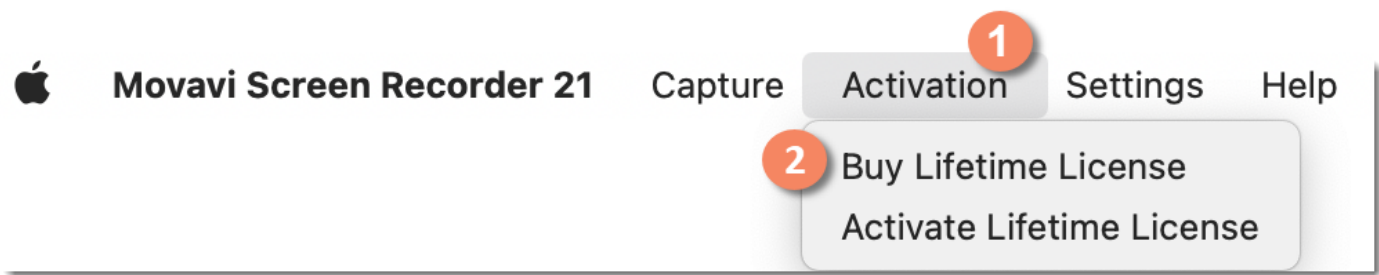 1
Movavi Screen Recorder 21 Capture Activation Settings Help
2 Buy Lifetime License
Activate Lifetime License